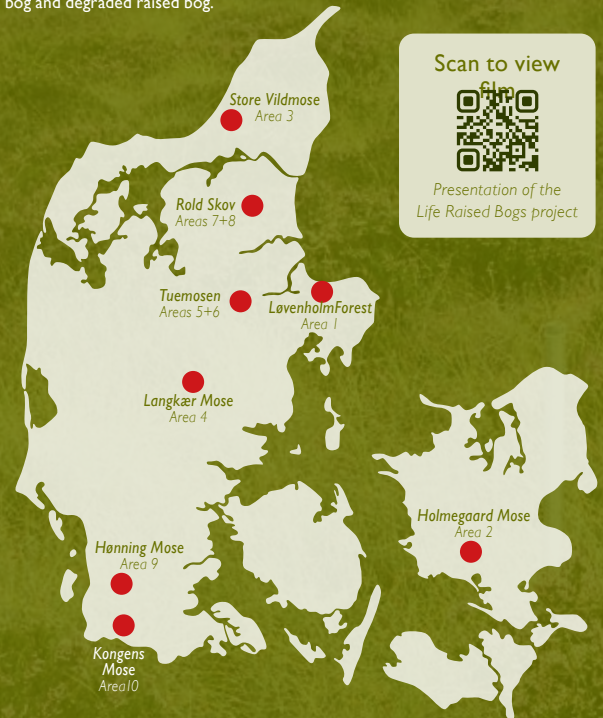 bog and degraded raised bog.
Scan to view
film
Presentation of the
Life Raised Bogs project
Store Vildmose
Area 3
Rold Skov
Areas 7+8
Tuemosen
Areas 5+6
LøvenholmForest
Area 1
Langkær Mose
Area 4
Holmegaard Mose
Area 2
Hønning Mose
Area 9
Kongens
Mose
Area10